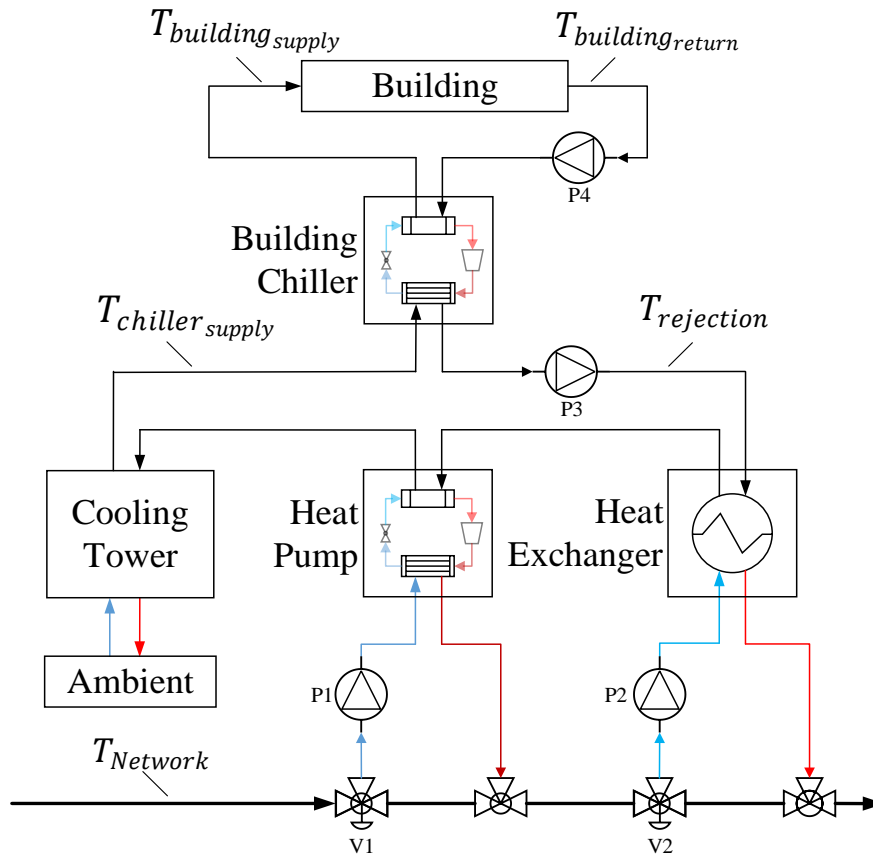 T_building_supply
T_building_return
Building
P4
Building
Chiller
T_chiller_supply
T_rejection
P3
Cooling
Tower
Heat
Pump
Heat
Exchanger
Ambient
P1
P2
T_Network
V1
V2